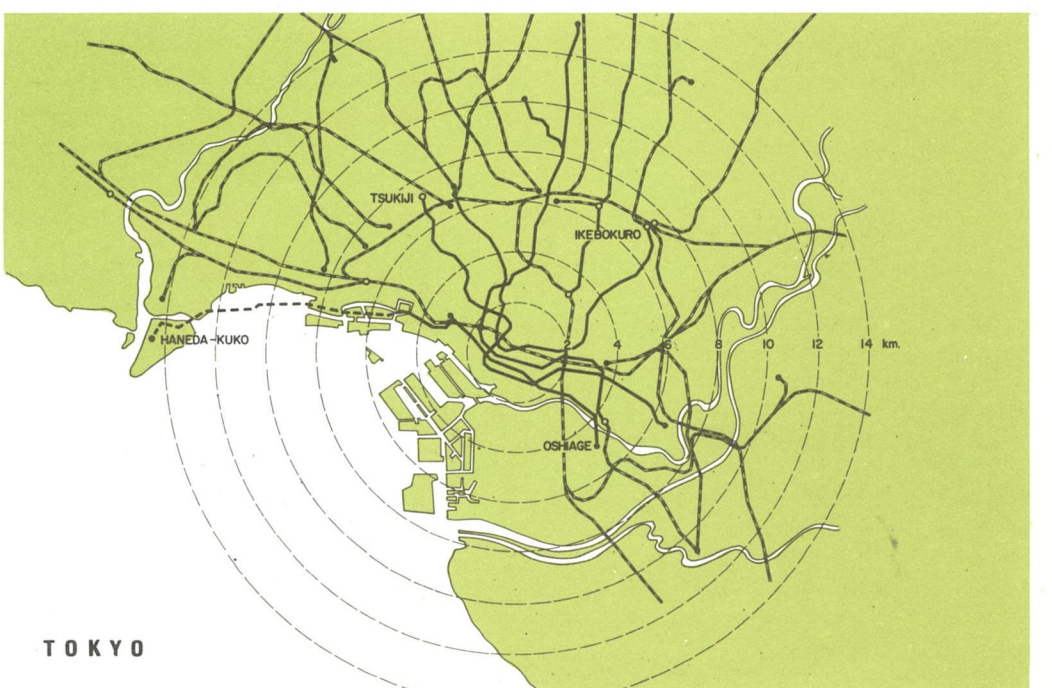 TSUKIJI
IKEBOKURO
HANEDA-KUKO
2 4 6 8 10 12 14 km.
OSHIAGE
TOKYO